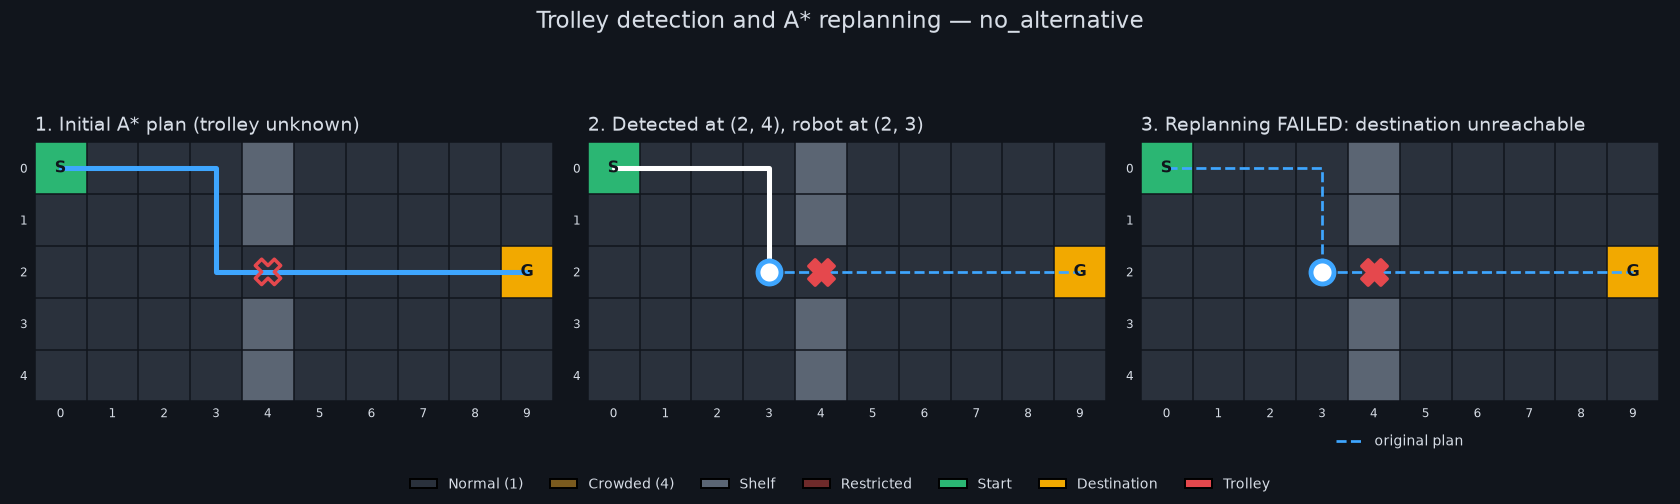 Trolley detection and A* replanning — no_alternative
1. Initial A* plan (trolley unknown)
S
G
0
1
2
3
4
0 1 2 3 4 5 6 7 8 9
2. Detected at (2, 4), robot at (2, 3)
S
G
0
1
2
3
4
0 1 2 3 4 5 6 7 8 9
3. Replanning FAILED: destination unreachable
S
G
0
1
2
3
4
0 1 2 3 4 5 6 7 8 9
original plan
Normal (1) Crowded (4) Shelf Restricted Start Destination Trolley